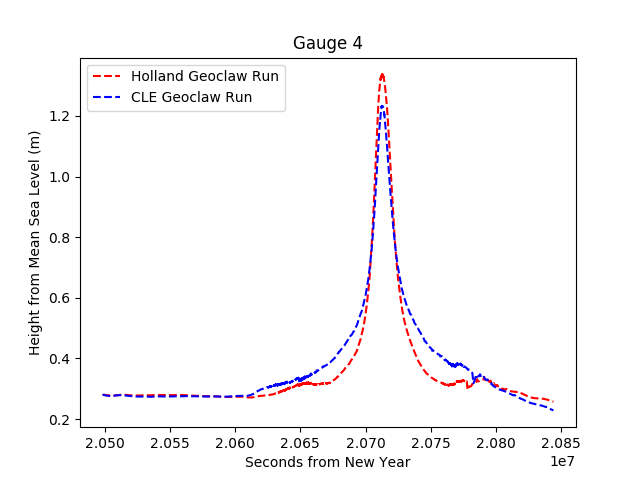 Gauge 4
Holland Geoclaw Run
CLE Geoclaw Run
Height from Mean Sea Level (m)
1.2
1.0
0.8
0.6
0.4
0.2
2.050 2.055 2.060 2.065 2.070 2.075 2.080 2.085
1e7
Seconds from New Year